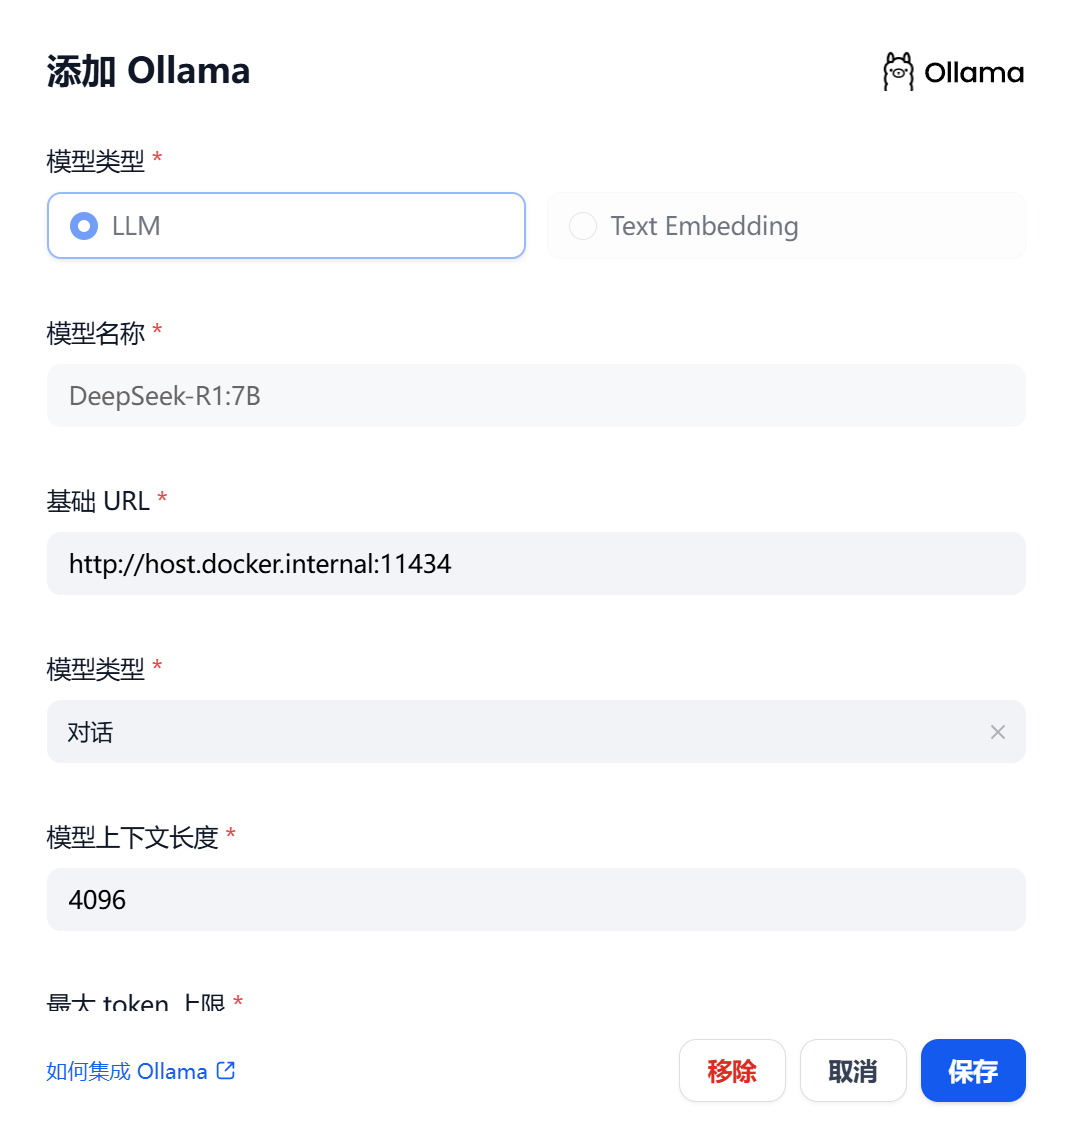 添加 Ollama
Ollama
模型类型 *
LLM
Text Embedding
模型名称 *
DeepSeek-R1:7B
基础 URL *
http://host.docker.internal:11434
模型类型 *
对话
模型上下文长度 *
4096
最大 token 上限 *
如何集成 Ollama
移除
取消
保存